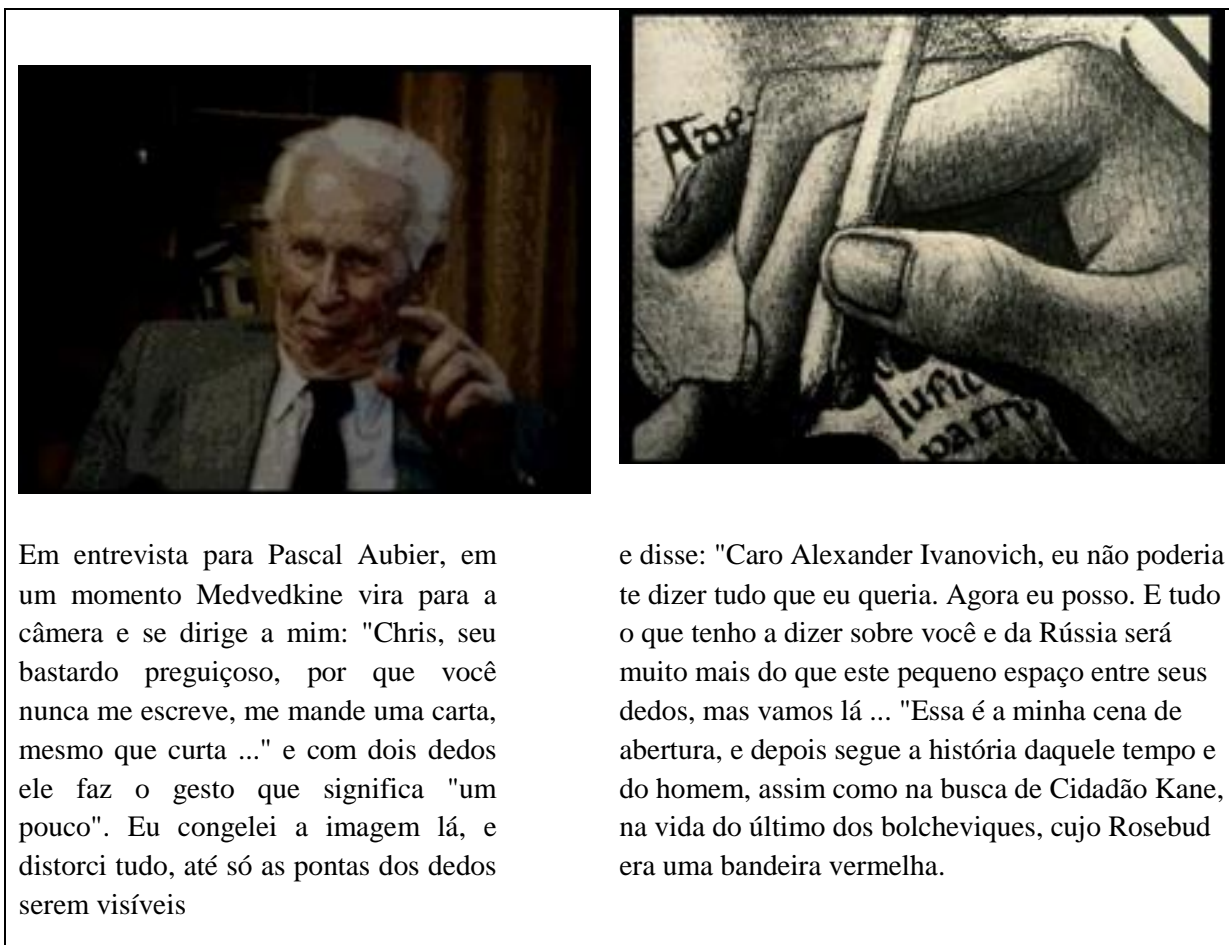 Em entrevista para Pascal Aubier, em
um momento Medvedkine vira para a
câmera e se dirige a mim: "Chris, seu
bastardo preguiçoso, por que você
nunca me escreve, me mande uma carta,
mesmo que curta ..." e com dois dedos
ele faz o gesto que significa "um
pouco". Eu congelei a imagem lá, e
distorci tudo, até só as pontas dos dedos
serem visíveis
e disse: "Caro Alexander Ivanovich, eu não poderia
te dizer tudo que eu queria. Agora eu posso. E tudo
o que tenho a dizer sobre você e da Rússia será
muito mais do que este pequeno espaço entre seus
dedos, mas vamos lá ... "Essa é a minha cena de
abertura, e depois segue a história daquele tempo e
do homem, assim como na busca de Cidadão Kane,
na vida do último dos bolcheviques, cujo Rosebud
era uma bandeira vermelha.